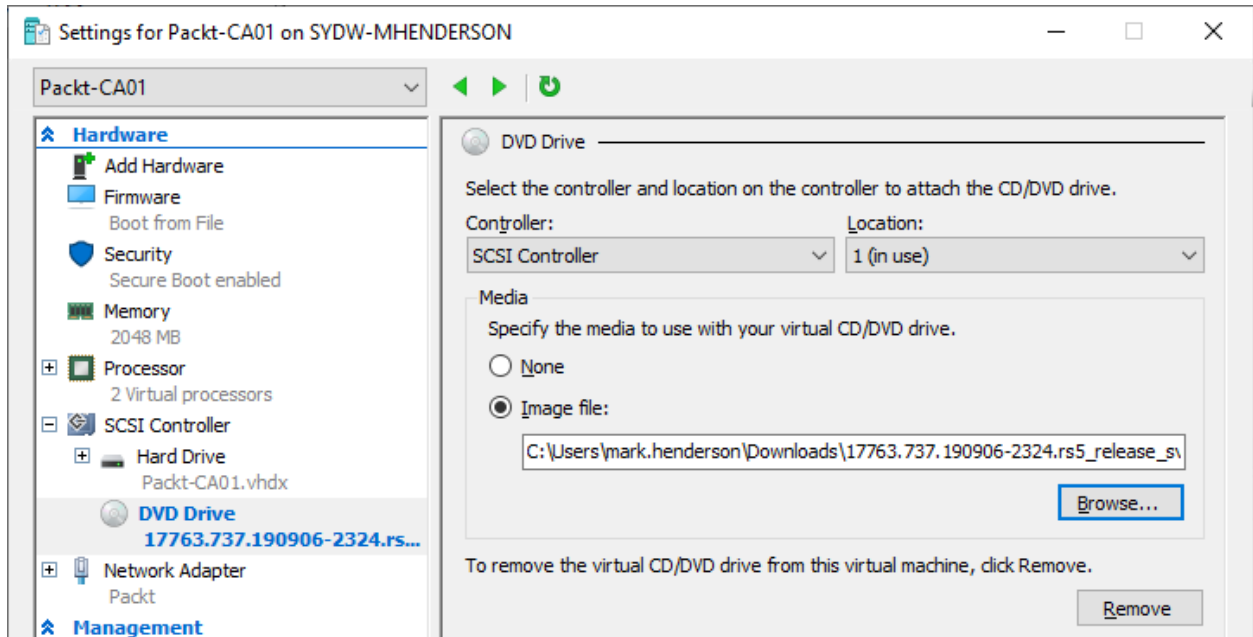 Settings for Packt-CA01 on SYDW-MHENDERSON
Packt-CA01
Hardware
Add Hardware
Firmware
Boot from File
Security
Secure Boot enabled
Memory
2048 MB
Processor
2 Virtual processors
SCSI Controller
Hard Drive
Packt-CA01.vhdx
DVD Drive
17763.737.190906-2324.rs...
Network Adapter
Packt
Management
DVD Drive
Select the controller and location on the controller to attach the CD/DVD drive.
Controller: Location:
SCSI Controller 1 (in use)
Media
Specify the media to use with your virtual CD/DVD drive.
None
Image file:
C:\Users\mark.henderson\Downloads\17763.737.190906-2324.rs5_release_s
Browse...
To remove the virtual CD/DVD drive from this virtual machine, click Remove.
Remove